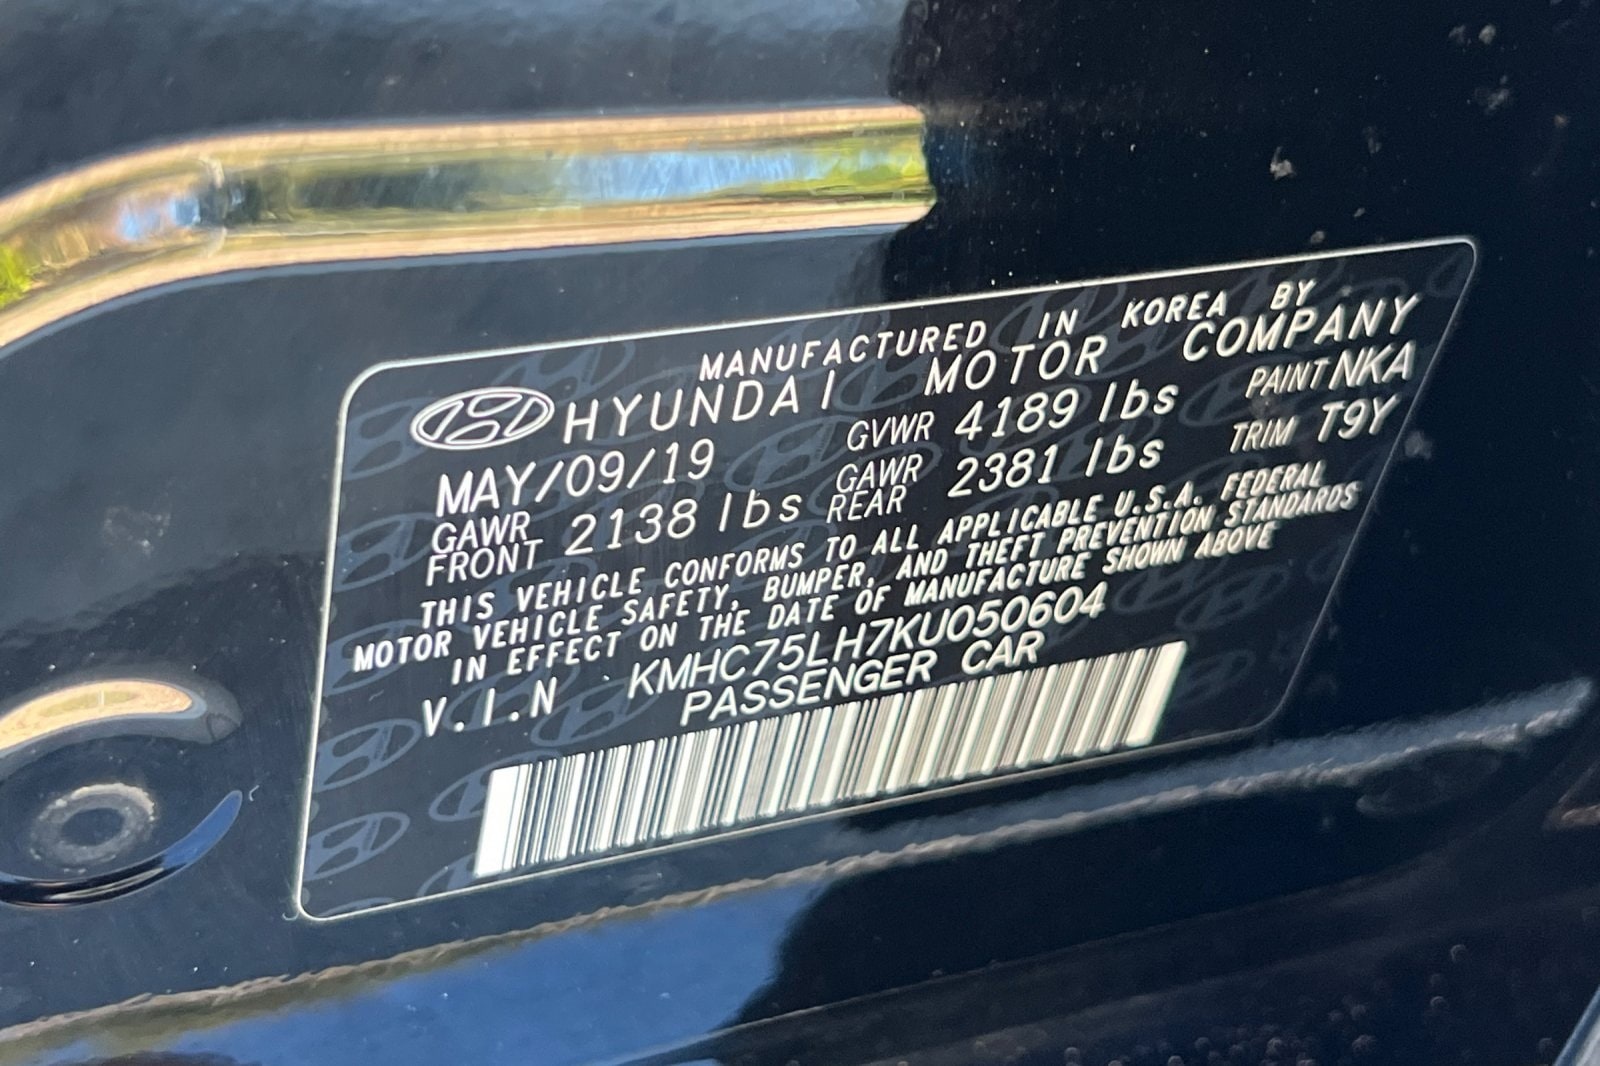 MANUFACTURED IN KOREA BY
HYUNDAI MOTOR COMPANY
MAY/09/19 GVWR 4189 lbs PAINT NKA
GAWR FRONT 2138 lbs GAWR REAR 2381 lbs TRIM T9Y
THIS VEHICLE CONFORMS TO ALL APPLICABLE U.S.A. FEDERAL
MOTOR VEHICLE SAFETY, BUMPER, AND THEFT PREVENTION STANDARDS
IN EFFECT ON THE DATE OF MANUFACTURE SHOWN ABOVE
V.I.N KMHC75LH7KU050604
PASSENGER CAR